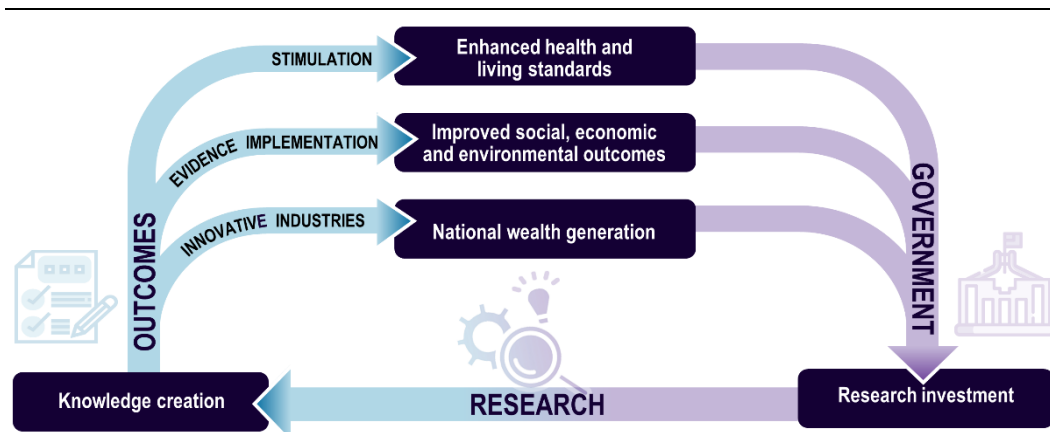 STIMULATION
Enhanced health and
living standards
EVIDENCE IMPLEMENTATION
Improved social, economic
and environmental outcomes
INNOVATIVE INDUSTRIES
National wealth generation
OUTCOMES
GOVERNMENT
Knowledge creation
RESEARCH
Research investment